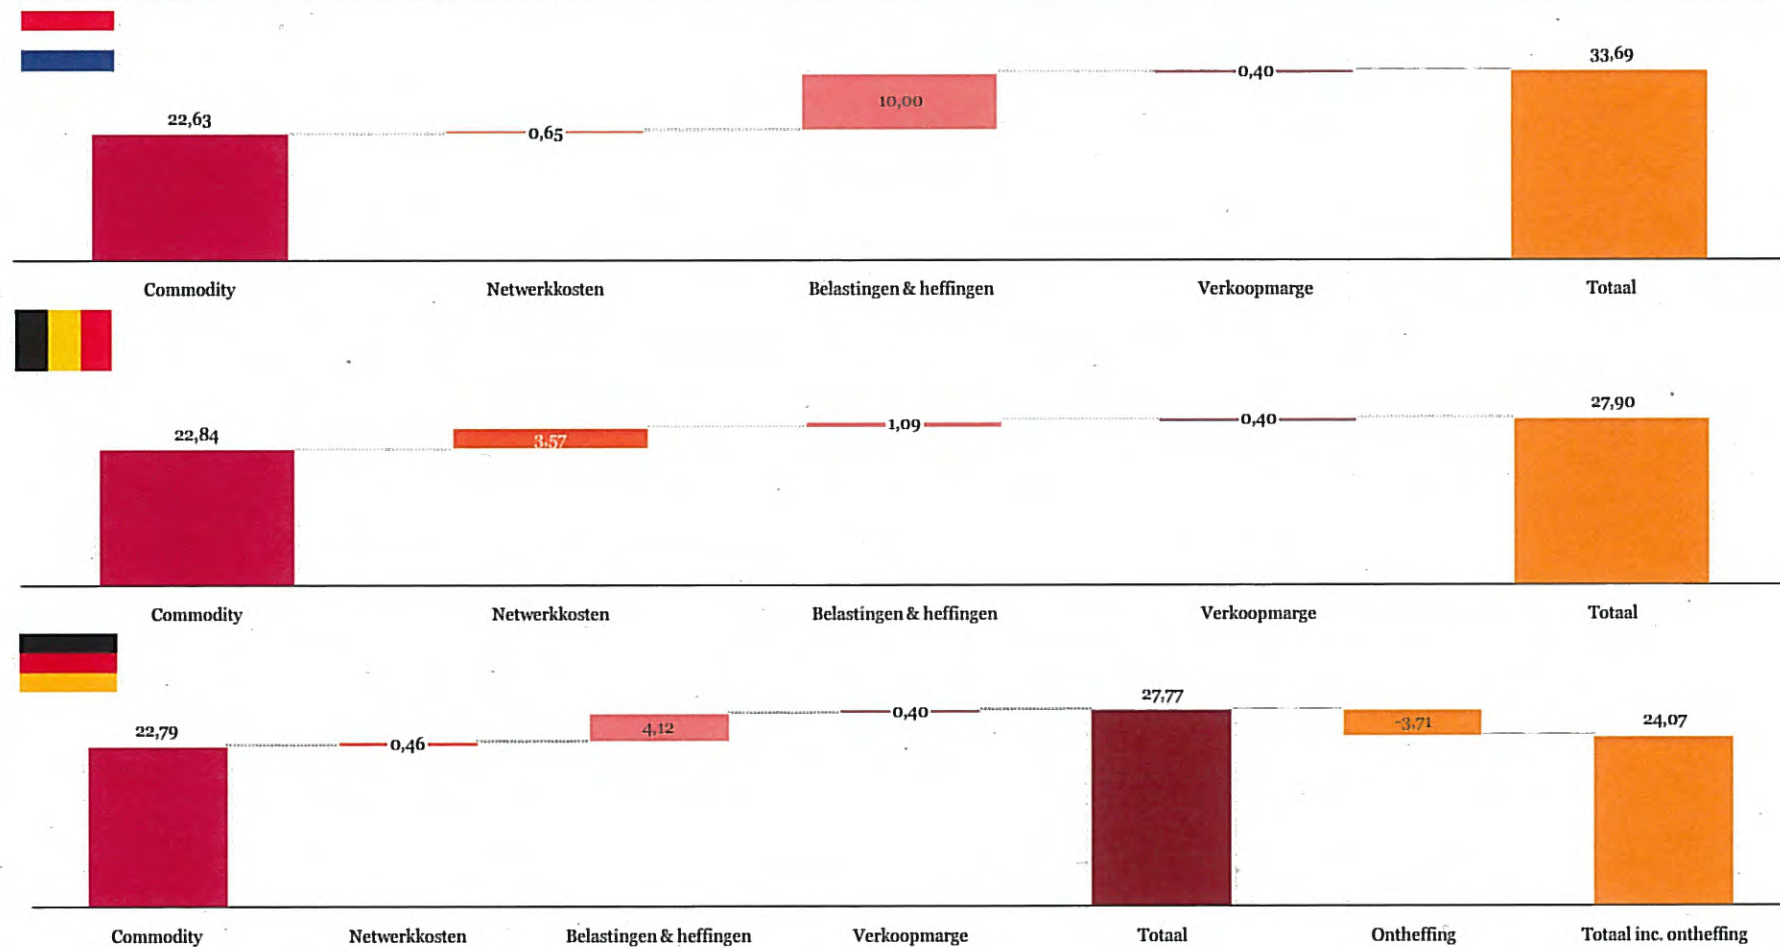 33,69
0,40
10,00
22,63
0,65
Commodity Netwerkkosten Belastingen & heffingen Verkoopmarge Totaal
27,90
22,84 3,57 1,09 0,40
Commodity Netwerkkosten Belastingen & heffingen Verkoopmarge Totaal
27,77
22,79 0,46 4,12 0,40 -3,71 24,07
Commodity Netwerkkosten Belastingen & heffingen Verkoopmarge Totaal Ontheffing Totaal inc. ontheffing